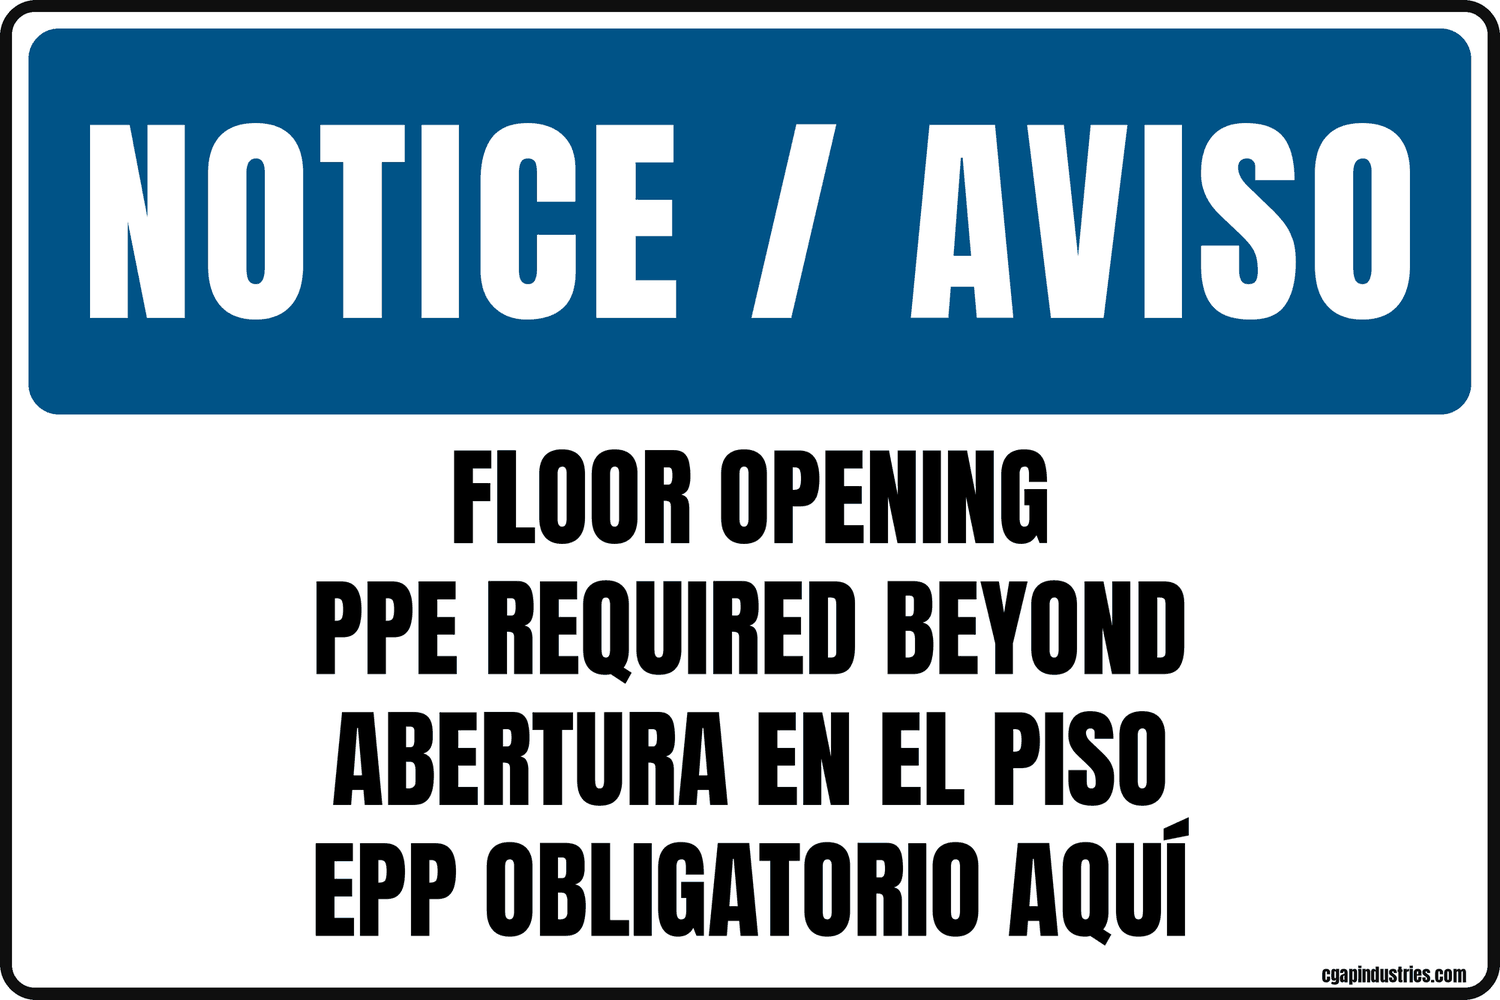 NOTICE / AVISO
FLOOR OPENING
PPE REQUIRED BEYOND
ABERTURA EN EL PISO
EPP OBLIGATORIO AQUÍ
cgapindustries.com